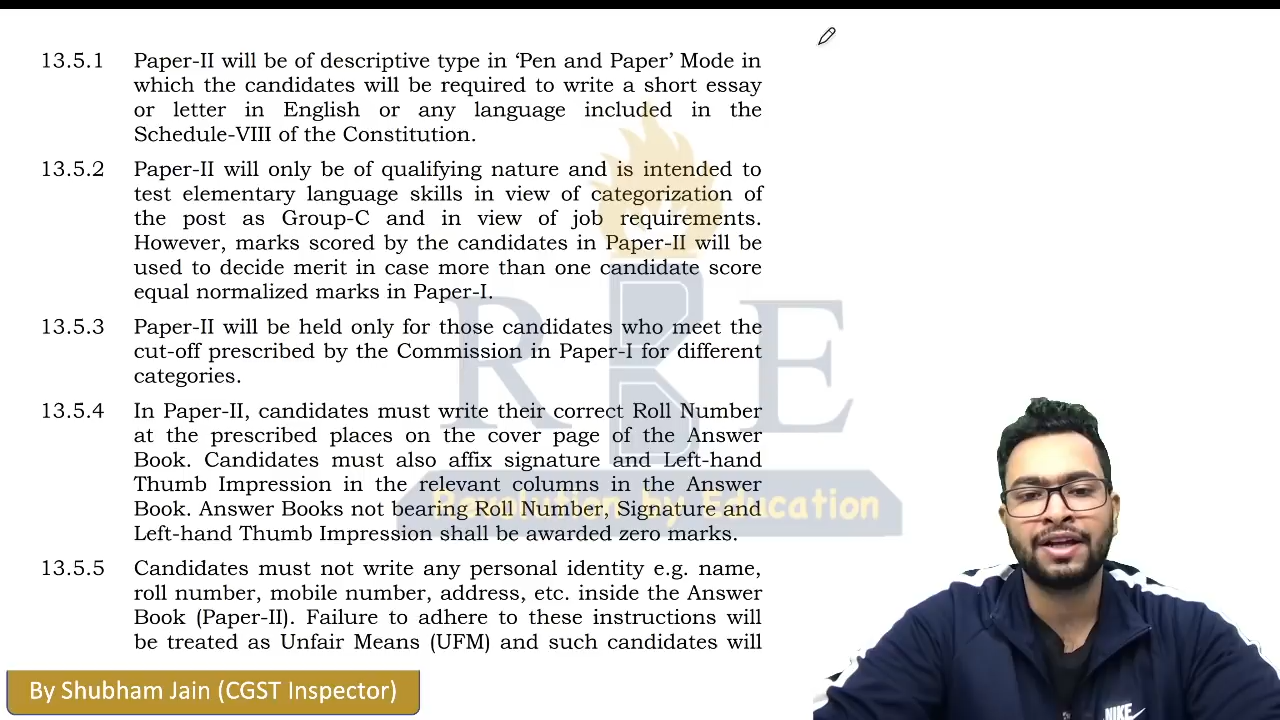 13.5.1 Paper-II will be of descriptive type in ‘Pen and Paper’ Mode in
which the candidates will be required to write a short essay
or letter in English or any language included in the
Schedule-VIII of the Constitution.
13.5.2 Paper-II will only be of qualifying nature and is intended to
test elementary language skills in view of categorization of
the post as Group-C and in view of job requirements.
However, marks scored by the candidates in Paper-II will be
used to decide merit in case more than one candidate score
equal normalized marks in Paper-I.
13.5.3 Paper-II will be held only for those candidates who meet the
cut-off prescribed by the Commission in Paper-I for different
categories.
13.5.4 In Paper-II, candidates must write their correct Roll Number
at the prescribed places on the cover page of the Answer
Book. Candidates must also affix signature and Left-hand
Thumb Impression in the relevant columns in the Answer
Book. Answer Books not bearing Roll Number, Signature and
Left-hand Thumb Impression shall be awarded zero marks.
13.5.5 Candidates must not write any personal identity e.g. name,
roll number, mobile number, address, etc. inside the Answer
Book (Paper-II). Failure to adhere to these instructions will
be treated as Unfair Means (UFM) and such candidates will
RBE
Revolution by Education
By Shubham Jain (CGST Inspector)
NIKE